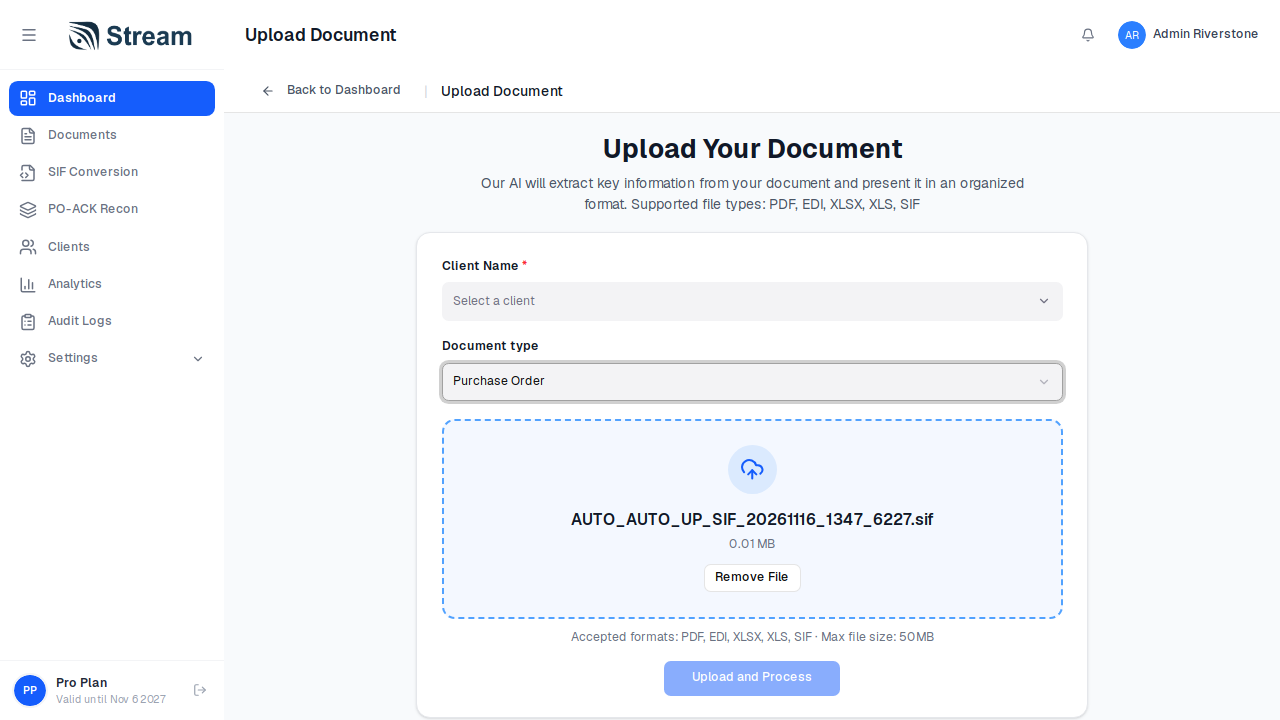 Stream
Upload Document
AR
Admin Riverstone
Dashboard
Documents
SIF Conversion
PO-ACK Recon
Clients
Analytics
Audit Logs
Settings
PP
Pro Plan
Valid until Nov 6 2027
Back to Dashboard
Upload Document
Upload Your Document
Our AI will extract key information from your document and present it in an organized
format. Supported file types: PDF, EDI, XLSX, XLS, SIF
Client Name *
Select a client
Document type
Purchase Order
AUTO_AUTO_UP_SIF_20261116_1347_6227.sif
0.01 MB
Remove File
Accepted formats: PDF, EDI, XLSX, XLS, SIF · Max file size: 50MB
Upload and Process